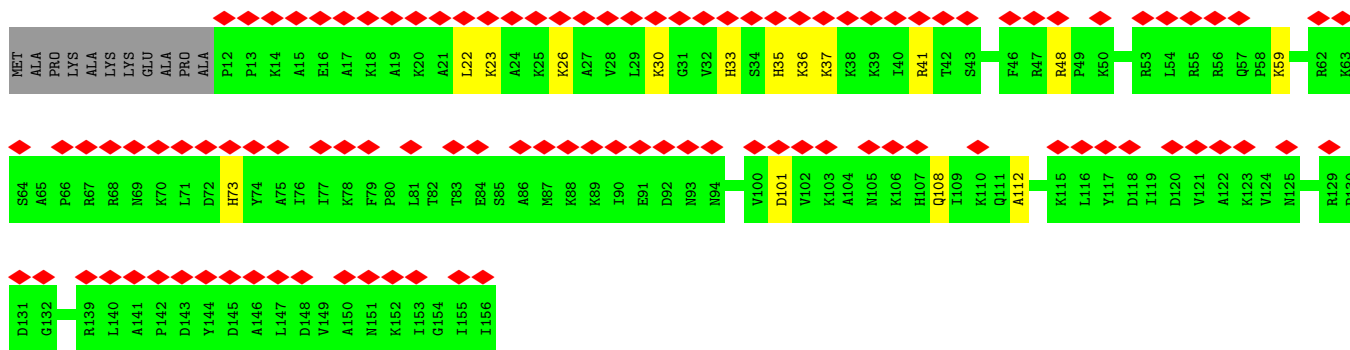 MET ALA PRO LYS ALA LYS LYS GLU ALA PRO ALA P12 P13 K14 A15 E16 A17 K18 A19 K20 A21 L22 K23 A24 K25 K26 A27 V28 L29 K30 G31 V32 H33 S34 H35 K36 K37 K38 K39 I40 R41 T42 S43 F46 R47 R48 P49 K50 R53 L54 R55 R56 Q57 P58 K59 R62 K63
S64 A65 P66 R67 R68 N69 K70 L71 D72 H73 Y74 A75 I76 I77 K78 F79 P80 L81 T82 T83 E84 S85 A86 M87 K88 K89 I90 E91 D92 N93 N94 V100 D101 V102 K103 A104 N105 K106 H107 Q108 I109 K110 Q111 A112 K115 L116 Y117 D118 I119 D120 V121 A122 K123 V124 N125 R129
D131 G132 R139 L140 A141 P142 D143 Y144 D145 A146 L147 D148 V149 A150 N151 K152 I153 G154 I155 I156